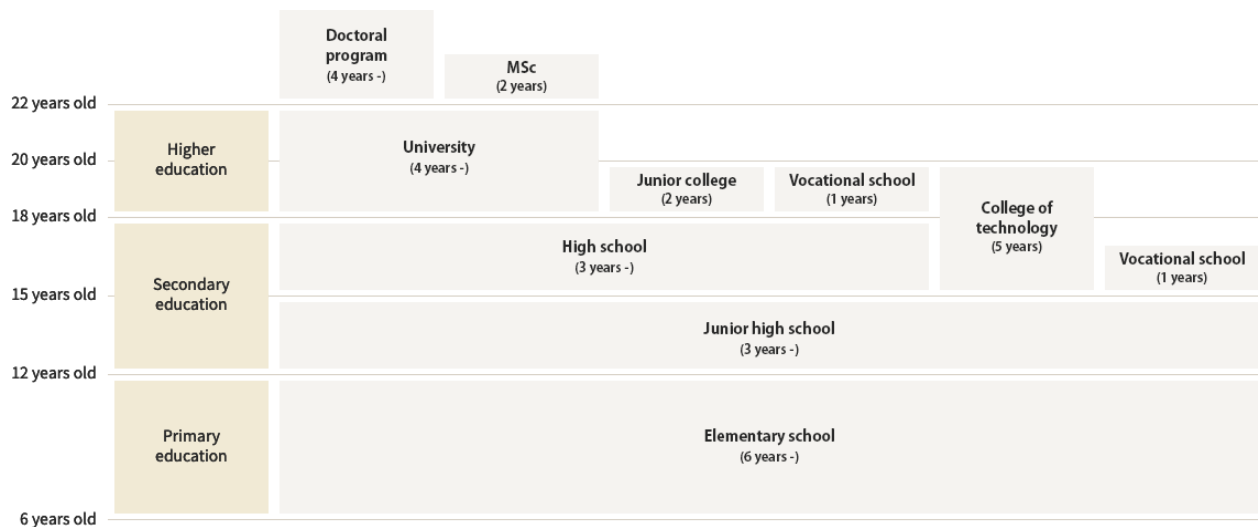 Doctoral
program
(4 years -)
MSc
(2 years)
22 years old
Higher
education
University
(4 years -)
20 years old
Junior college
(2 years)
Vocational school
(1 years)
College of
technology
(5 years)
18 years old
Secondary
education
High school
(3 years -)
Vocational school
(1 years)
15 years old
Junior high school
(3 years -)
12 years old
Primary
education
Elementary school
(6 years -)
6 years old